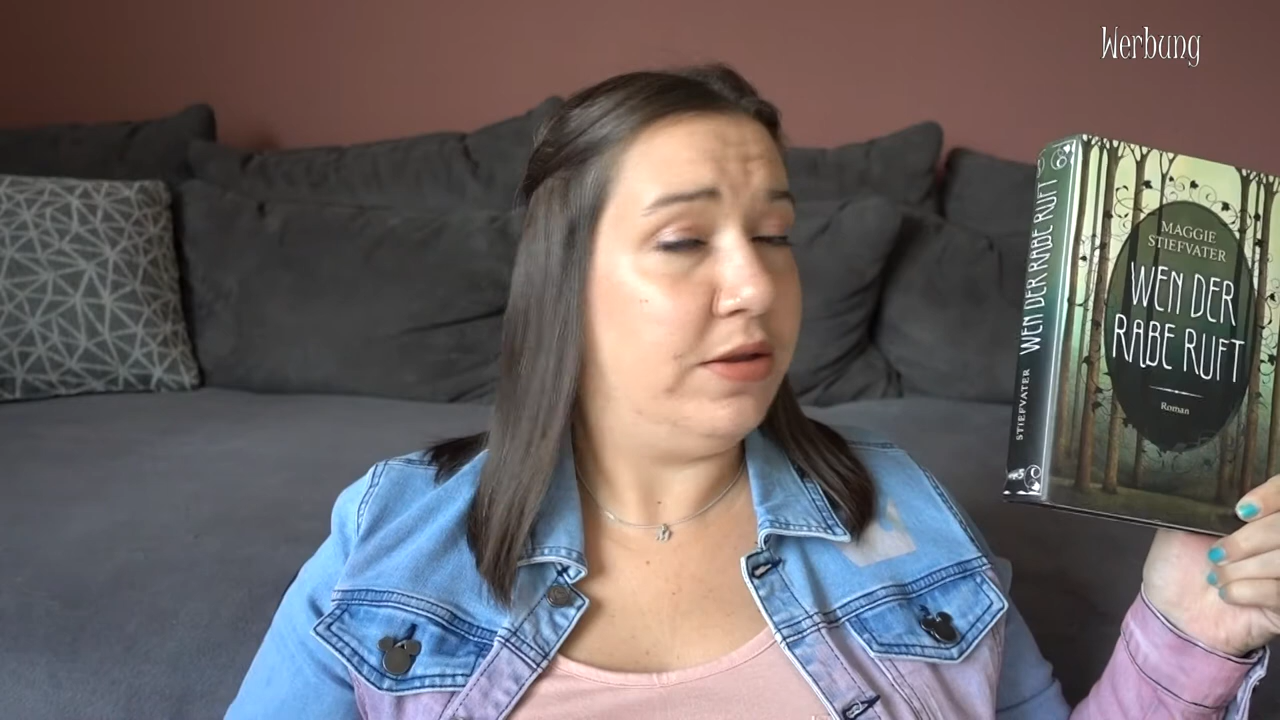 Werbung
STIEFVATER WEN DER RABE RUFT
MAGGIE
STIEFVATER
WEN DER
RABE RUFT
Roman